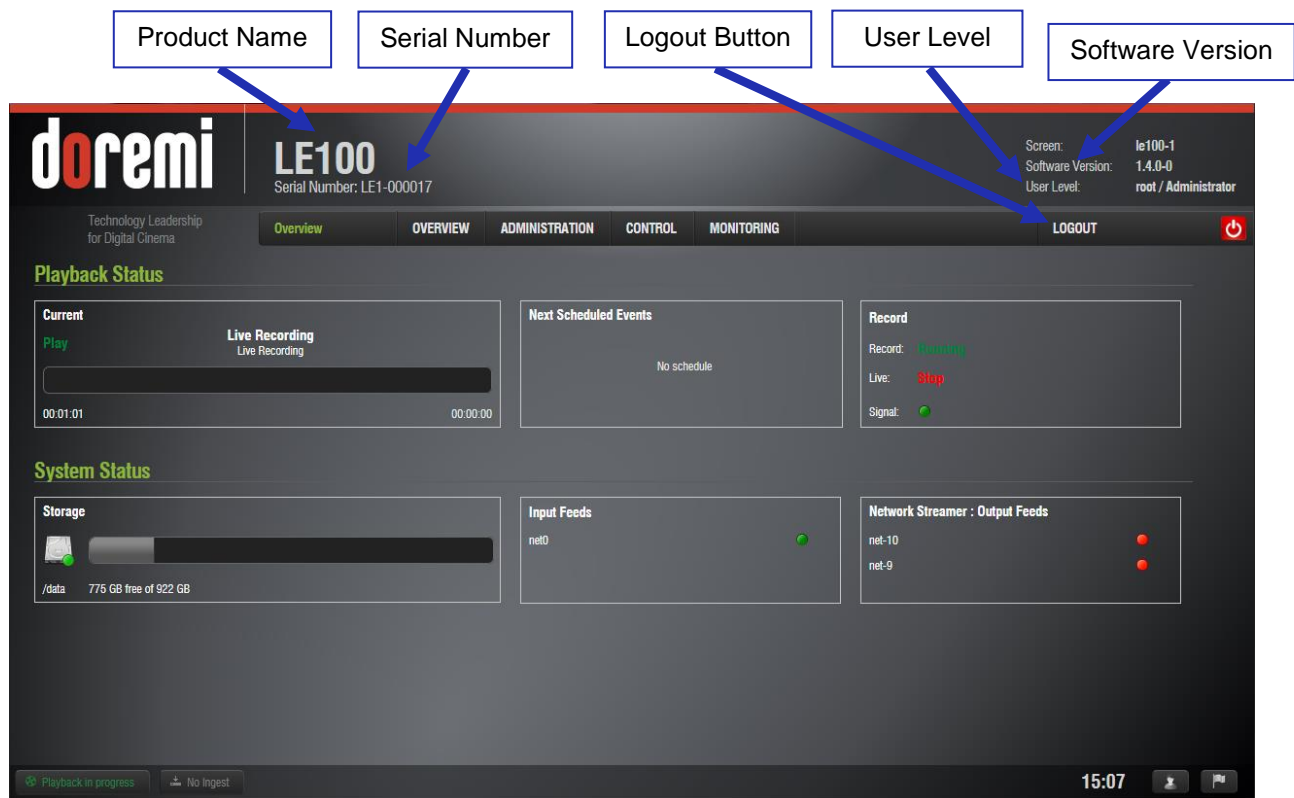 Product Name
Serial Number
Logout Button
User Level
Software Version
doremi
LE100
Serial Number: LE1-000017
Screen: le100-1
Software Version: 1.4.0-0
User Level: root / Administrator
Technology Leadership
for Digital Cinema
Overview OVERVIEW ADMINISTRATION CONTROL MONITORING LOGOUT
Playback Status
Current
Play
Live Recording
Live Recording
00:01:01 00:00:00
Next Scheduled Events
No schedule
Record
Record: Running
Live: Stop
Signal:
System Status
Storage
/data 775 GB free of 922 GB
Input Feeds
net0
Network Streamer : Output Feeds
net-10
net-9
Playback in progress No Ingest 15:07